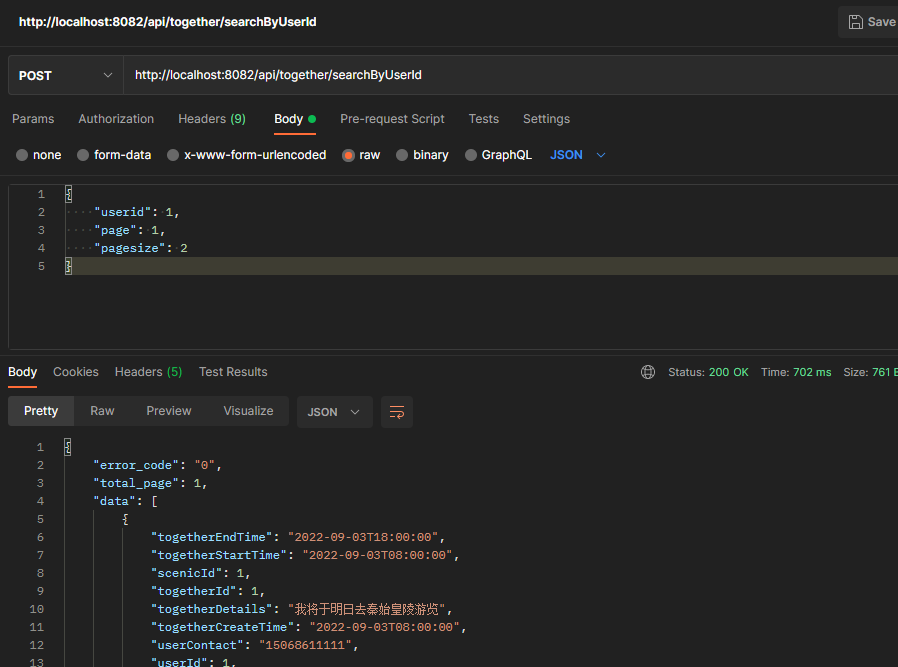 http://localhost:8082/api/together/searchByUserId
Save
POST
http://localhost:8082/api/together/searchByUserId
Params Authorization Headers (9) Body Pre-request Script Tests Settings
none form-data x-www-form-urlencoded raw binary GraphQL JSON
1 {
2 "userid": 1,
3 "page": 1,
4 "pagesize": 2
5 }
Body Cookies Headers (5) Test Results Status: 200 OK Time: 702 ms Size: 761
Pretty Raw Preview Visualize JSON
1 {
2 "error_code": "0",
3 "total_page": 1,
4 "data": [
5 {
6 "togetherEndTime": "2022-09-03T18:00:00",
7 "togetherStartTime": "2022-09-03T08:00:00",
8 "scenicId": 1,
9 "togetherId": 1,
10 "togetherDetails": "我将于明日去秦始皇陵游览",
11 "togetherCreateTime": "2022-09-03T08:00:00",
12 "userContact": "15068611111",
13 "userId": 1,